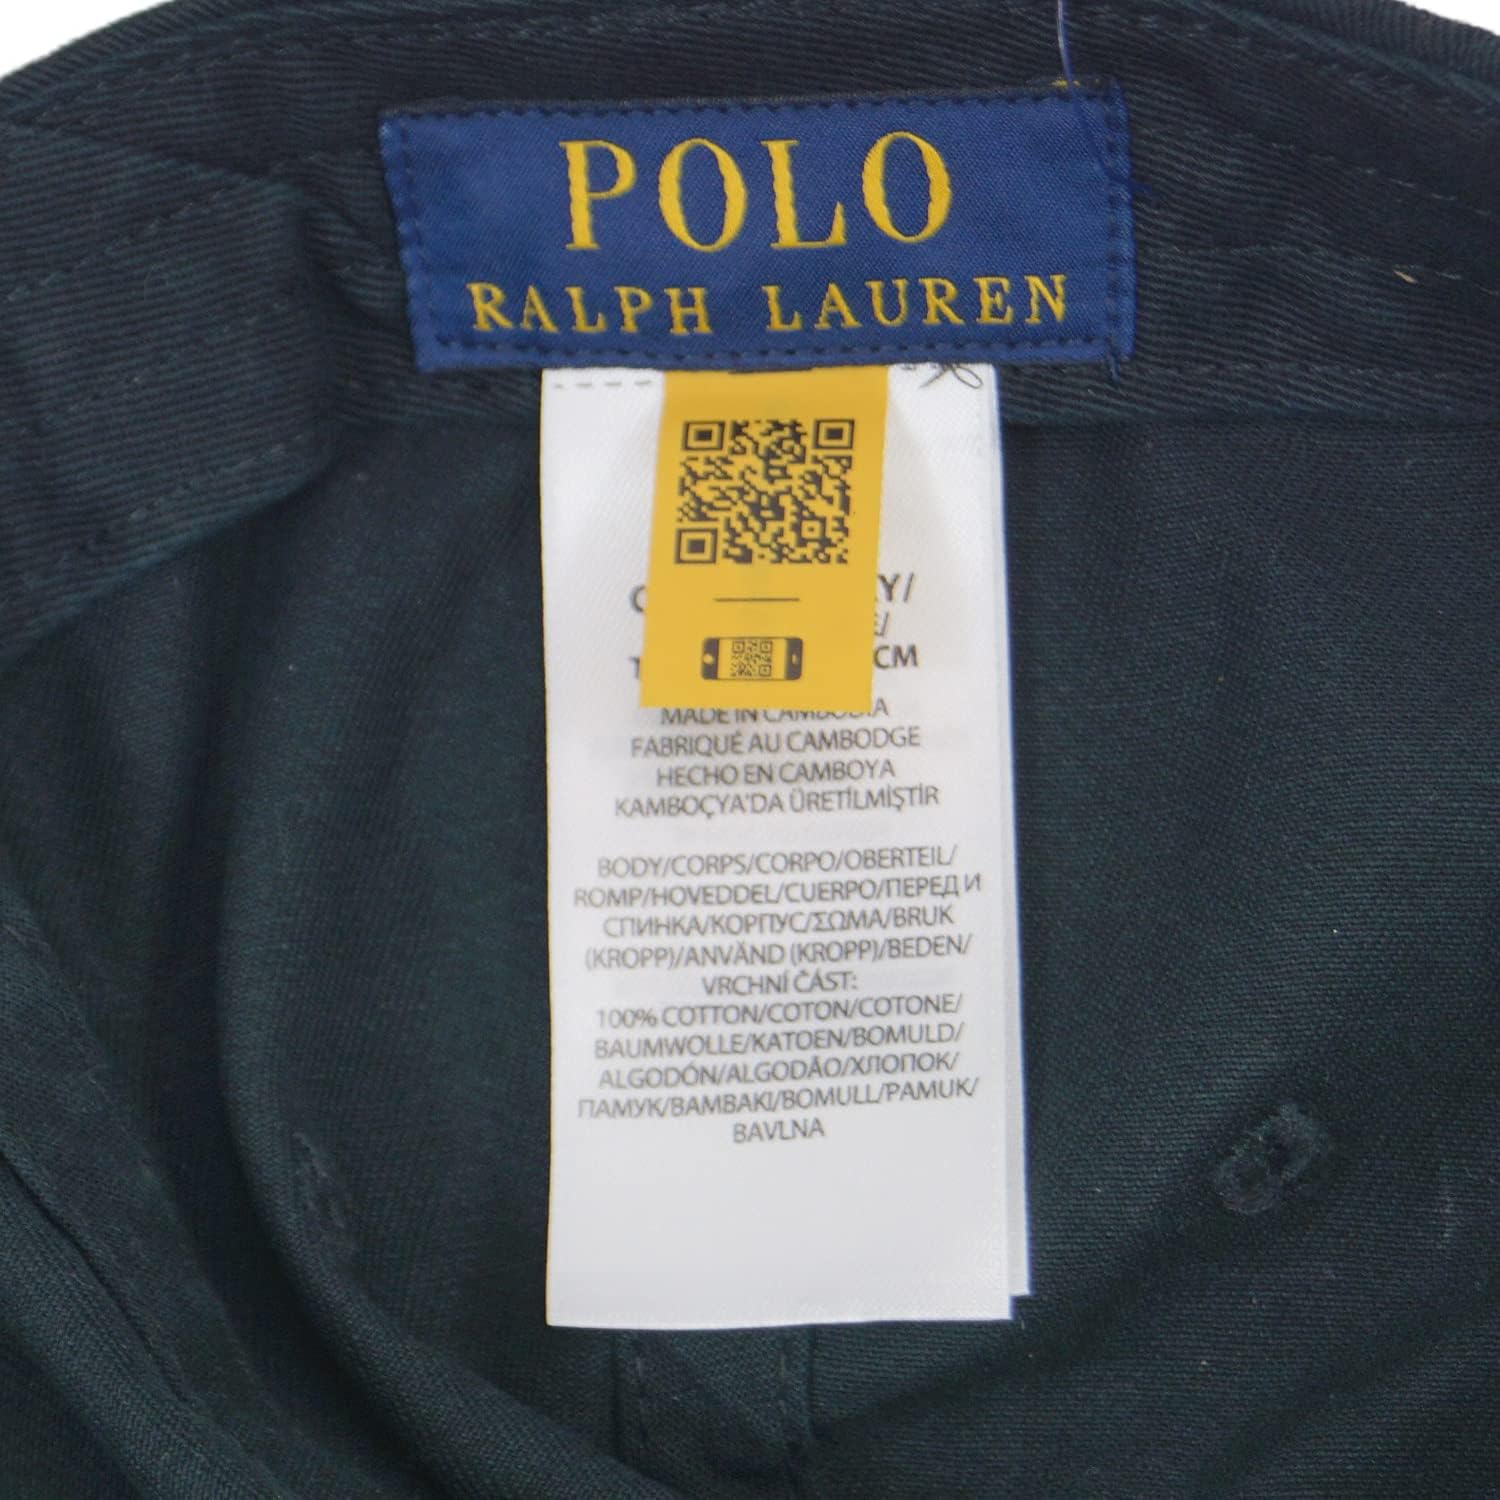 POLO
RALPH LAUREN
CM
MADE IN CAMBODIA
FABRIQUÉ AU CAMBODGE
HECHO EN CAMBOYA
KAMBOÇYA'DA ÜRETİLMİŞTİR
BODY/CORPS/CORPO/OBERTEIL/
ROMP/HOVEDDEL/CUERPO/ПЕРЕД И
СПИНКА/КОРПУС/ΣΩΜΑ/BRUK
(KROPP)/ANVÄND (KROPP)/BEDEN/
VRCHNÍ ČÁST:
100% COTTON/COTON/COTONE/
BAUMWOLLE/KATOEN/BOMULD/
ALGODÓN/ALGODÃO/ХЛОПОК/
ПАМУК/ΒΑΜΒΑΚΙ/BOMULL/PAMUK/
BAVLNA